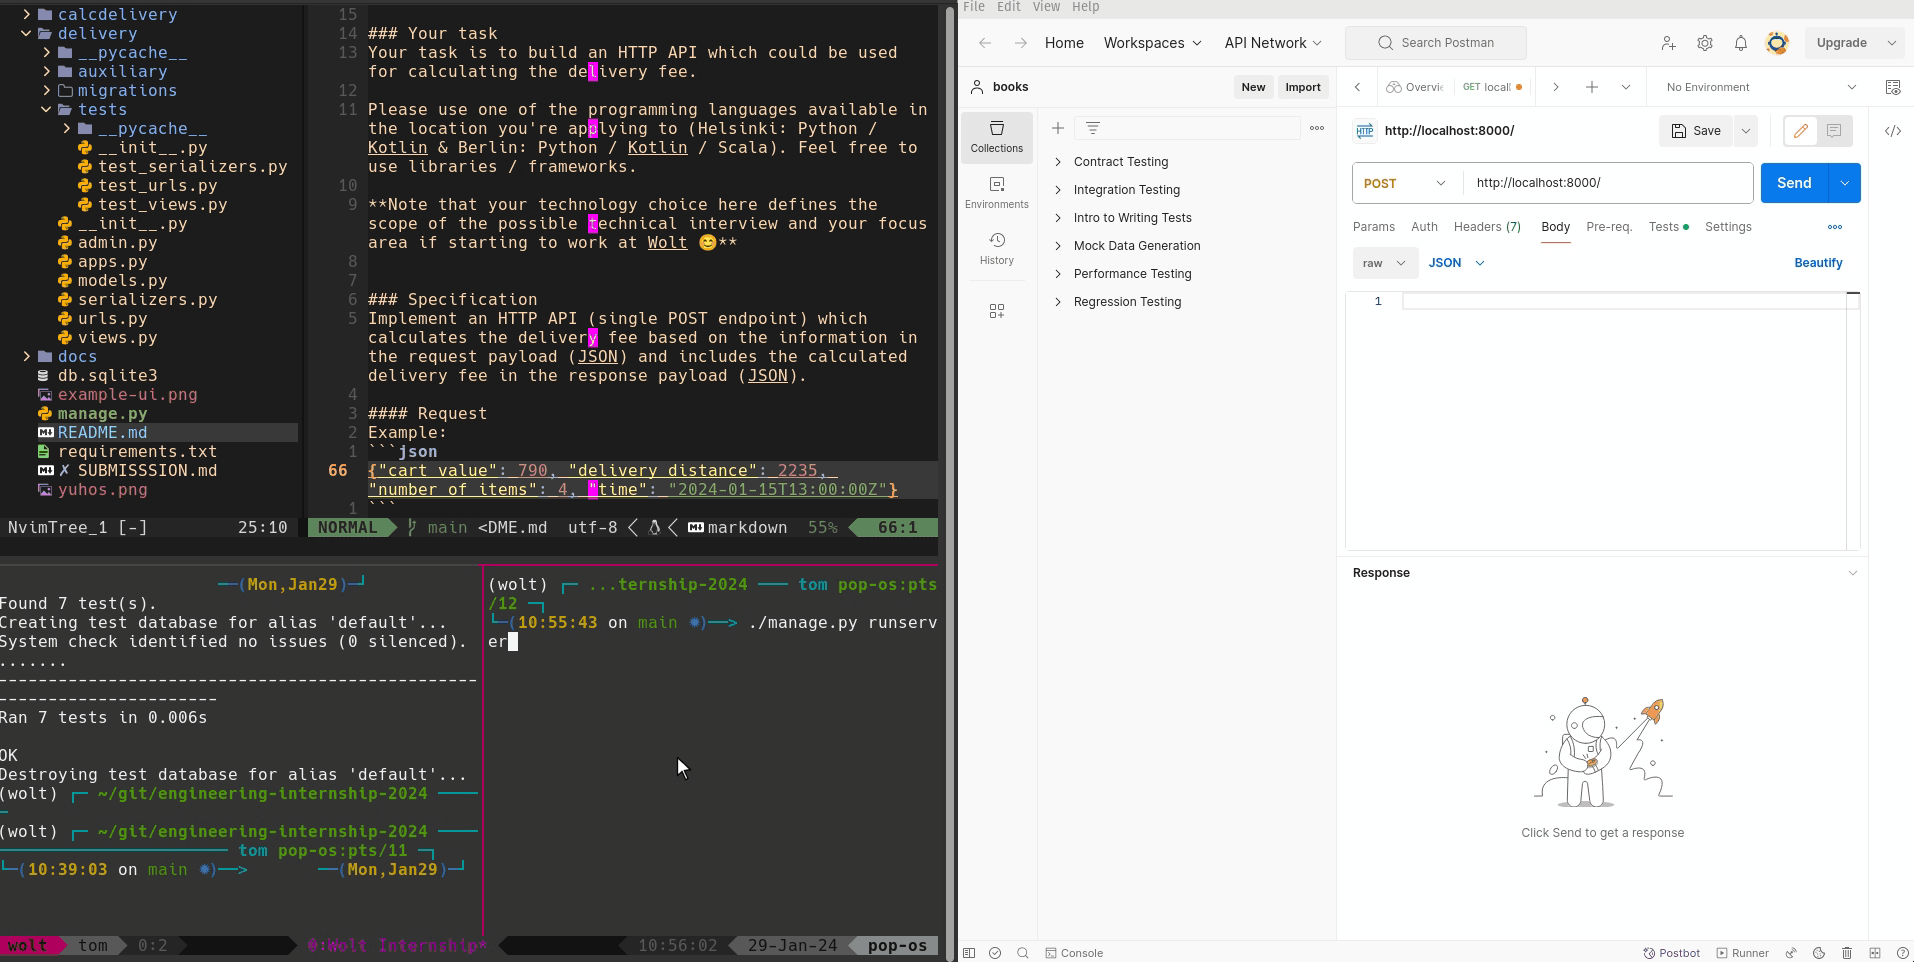 calcdelivery
delivery
__pycache__
auxiliary
migrations
tests
__pycache__
__init__.py
test_serializers.py
test_urls.py
test_views.py
__init__.py
admin.py
apps.py
models.py
serializers.py
urls.py
views.py
docs
db.sqlite3
example-ui.png
manage.py
README.md
requirements.txt
✗ SUBMISSSION.md
yuhos.png
NvimTree_1 [-] 25:10
15
14 ### Your task
13 Your task is to build an HTTP API which could be used
for calculating the delivery fee.
12
11 Please use one of the programming languages available in
the location you're applying to (Helsinki: Python /
Kotlin & Berlin: Python / Kotlin / Scala). Feel free to
use libraries / frameworks.
10
9 **Note that your technology choice here defines the
scope of the possible technical interview and your focus
area if starting to work at Wolt 😊**
8
7
6 ### Specification
5 Implement an HTTP API (single POST endpoint) which
calculates the delivery fee based on the information in
the request payload (JSON) and includes the calculated
delivery fee in the response payload (JSON).
4
3 #### Request
2 Example:
1 ```json
66 {"cart_value": 790, "delivery_distance": 2235,
"number_of_items": 4, "time": "2024-01-15T13:00:00Z"}
1 ```
NORMAL main <DME.md utf-8 < < markdown 55% 66:1
(Mon,Jan29)
Found 7 test(s).
Creating test database for alias 'default'...
System check identified no issues (0 silenced).
.......
----------------------------------------------------------------------
Ran 7 tests in 0.006s
OK
Destroying test database for alias 'default'...
(wolt) ┌─ ~/git/engineering-internship-2024 ────
─
(wolt) ┌─ ~/git/engineering-internship-2024 ────
─────────────────────── tom pop-os:pts/11 ─┐
└─(10:39:03 on main ✹)──> ──(Mon,Jan29)─┘
(wolt) ┌─ ...ternship-2024 ─── tom pop-os:pts
/12 ─┐
└─(10:55:43 on main ✹)──> ./manage.py runserv
er
wolt tom 0:2 Wolt Internship* 10:56:02 29-Jan-24 pop-os
File Edit View Help
Home Workspaces API Network Search Postman Upgrade
books New Import
Overvi GET locall No Environment
Collections
Environments
History
Contract Testing
Integration Testing
Intro to Writing Tests
Mock Data Generation
Performance Testing
Regression Testing
HTTP http://localhost:8000/ Save </>
POST http://localhost:8000/ Send
Params Auth Headers (7) Body Pre-req. Tests Settings
raw JSON Beautify
1
Response
Click Send to get a response
Console Postbot Runner